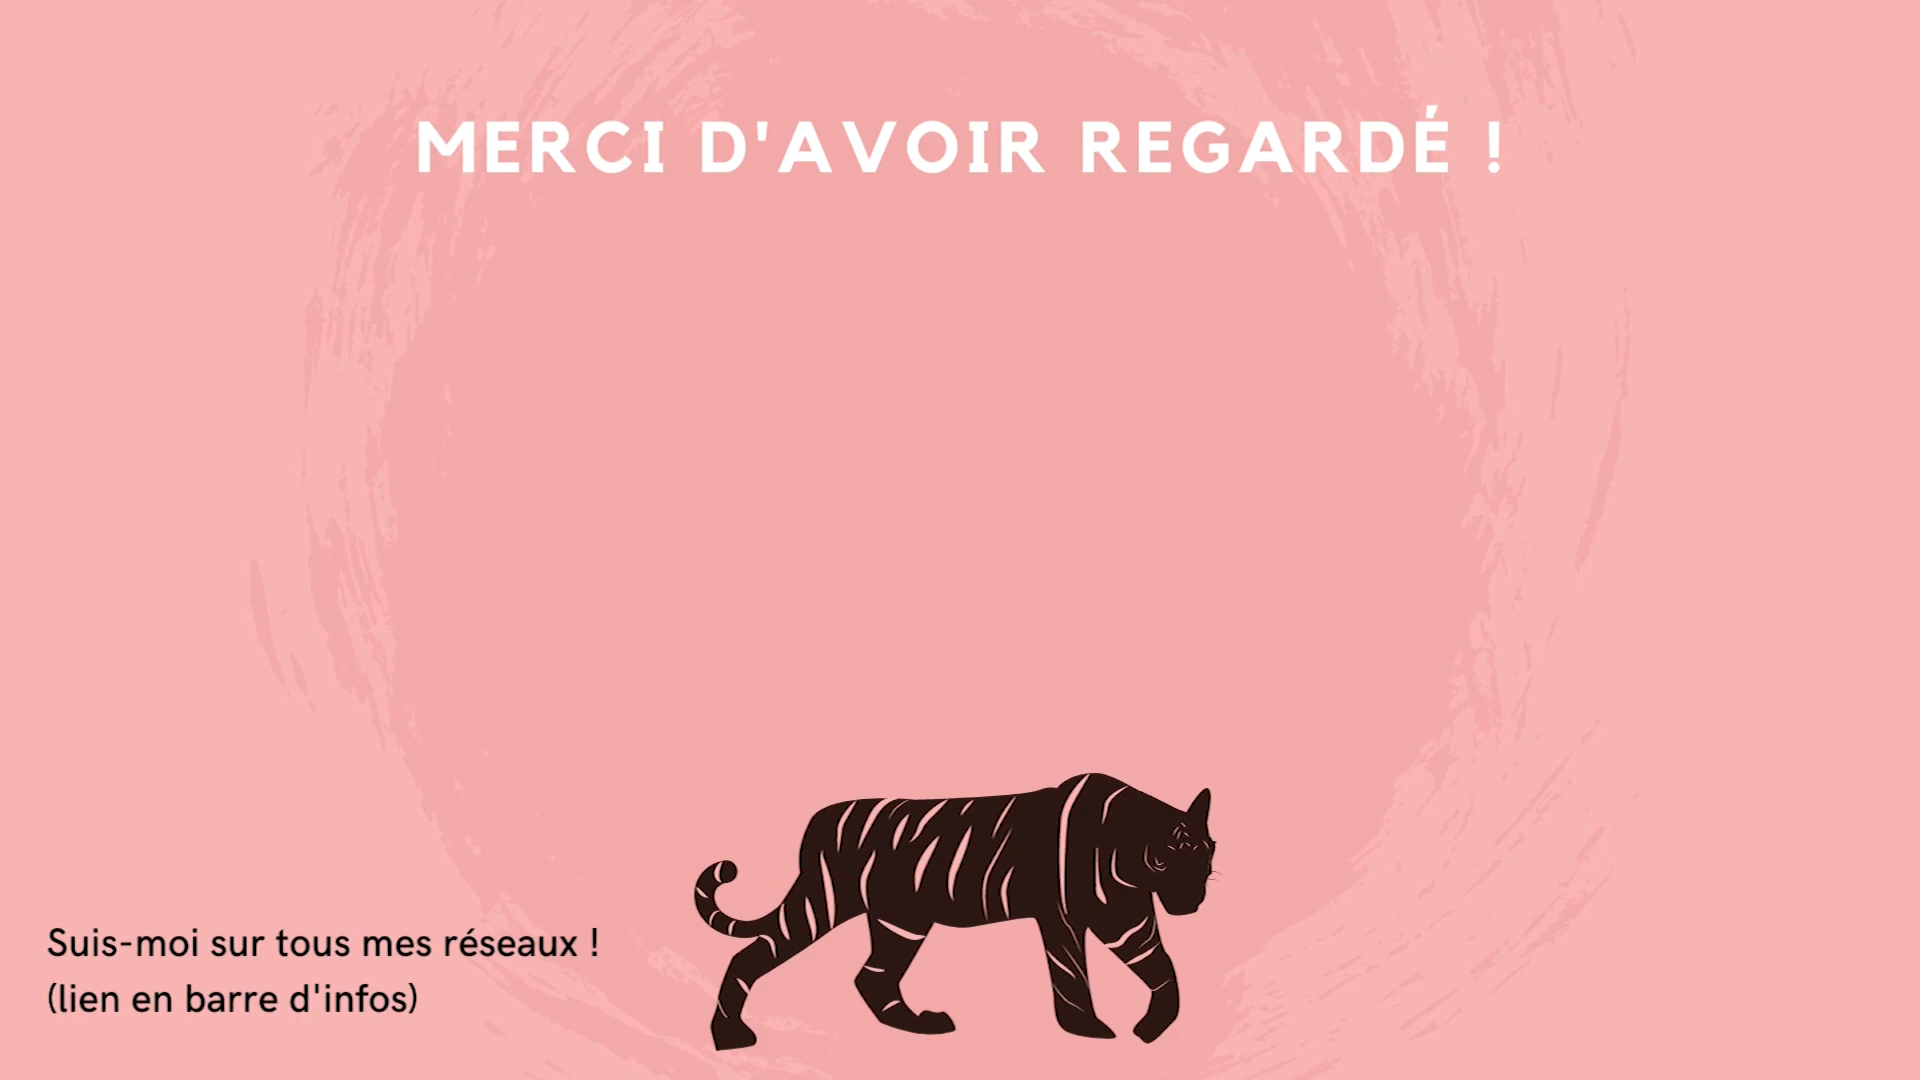 MERCI D'AVOIR REGARDÉ !
Suis-moi sur tous mes réseaux !
(lien en barre d'infos)